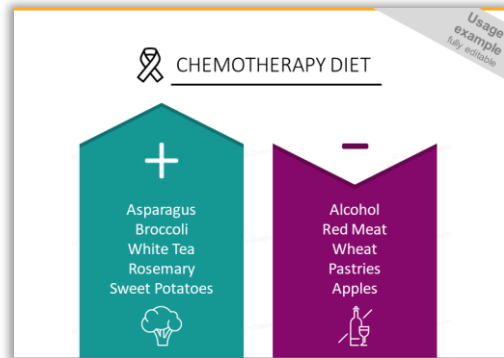 Usage
example
fully editable
CHEMOTHERAPY DIET
+
Asparagus
Broccoli
White Tea
Rosemary
Sweet Potatoes
-
Alcohol
Red Meat
Wheat
Pastries
Apples